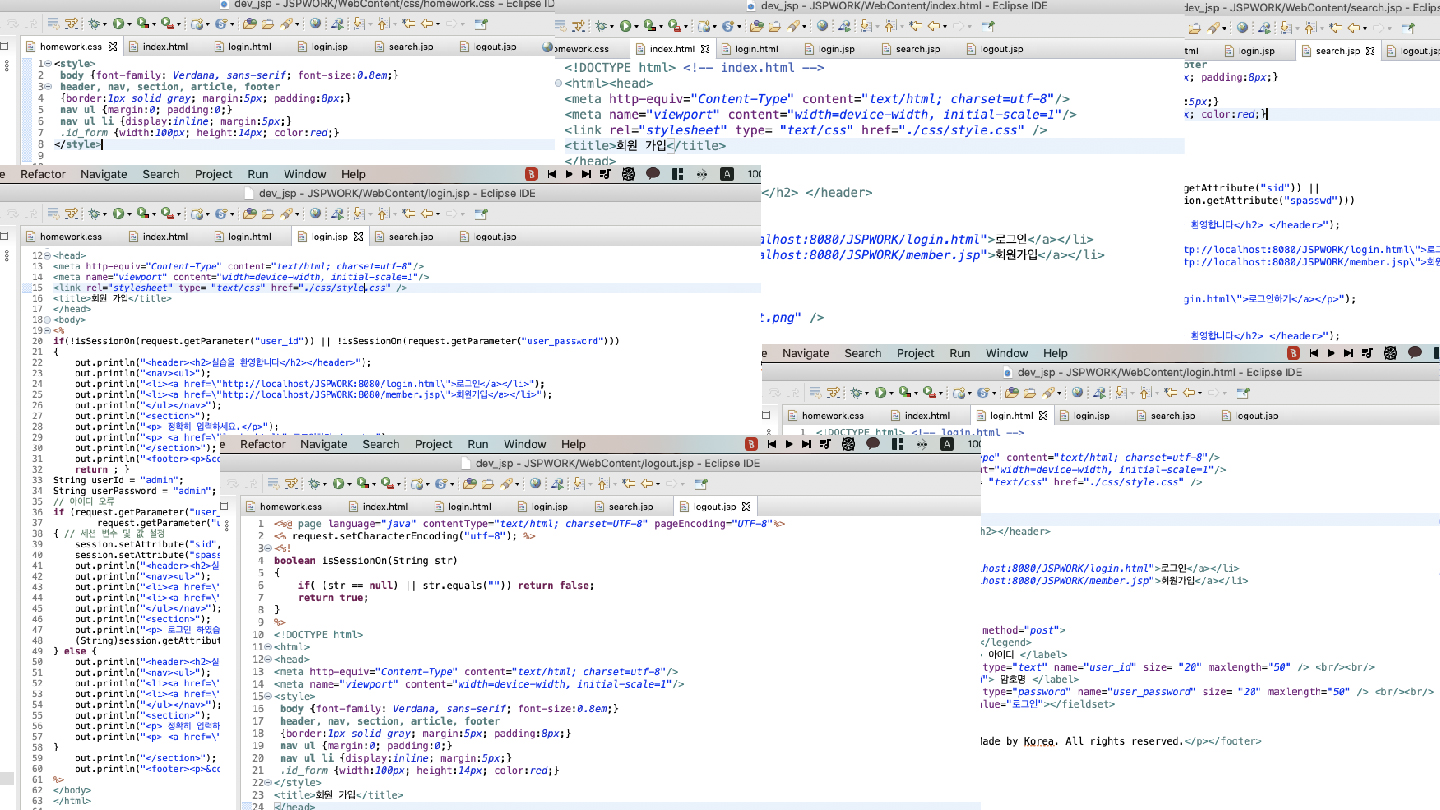 dev_jsp - JSPWORK/WebContent/css/homework.css - Eclipse IDE
homework.css index.html login.html login.jsp search.jsp logout.jsp
1 <style>
2 body {font-family: Verdana, sans-serif; font-size:0.8em;}
3 header, nav, section, article, footer
4 {border:1px solid gray; margin:5px; padding:8px;}
5 nav ul {margin:0; padding:0;}
6 nav ul li {display:inline; margin:5px;}
7 .id_form {width:100px; height:14px; color:red;}
8 </style>
9
dev_jsp - JSPWORK/WebContent/index.html - Eclipse IDE
omework.css index.html login.html login.jsp search.jsp logout.jsp
<!DOCTYPE html> <!-- index.html -->
<html><head>
<meta http-equiv="Content-Type" content="text/html; charset=utf-8"/>
<meta name="viewport" content="width=device-width, initial-scale=1"/>
<link rel="stylesheet" type= "text/css" href="./css/style.css" />
<title>회원 가입</title>
</head>
</h2> </header>
alhost:8080/JSPWORK/login.html">로그인</a></li>
alhost:8080/JSPWORK/member.jsp">회원가입</a></li>
t.png" />
dev_jsp - JSPWORK/WebContent/search.jsp - Eclipse
tml login.jsp search.jsp logout.jsp
oter
x; padding:8px;}
:5px;}
x; color:red;}
getAttribute("sid")) ||
ion.getAttribute("spasswd")))
환영합니다</h2> </header>");
tp://localhost:8080/JSPWORK/login.html\">로그
tp://localhost:8080/JSPWORK/member.jsp\">회원
gin.html\">로그인하기</a></p>");
환영합니다</h2> </header>");
e Refactor Navigate Search Project Run Window Help A 100
dev_jsp - JSPWORK/WebContent/login.jsp - Eclipse IDE
homework.css index.html login.html login.jsp search.jsp logout.jsp
12 <head>
13 <meta http-equiv="Content-Type" content="text/html; charset=utf-8"/>
14 <meta name="viewport" content="width=device-width, initial-scale=1"/>
15 <link rel="stylesheet" type= "text/css" href="./css/style.css" />
16 <title>회원 가입</title>
17 </head>
18 <body>
19 <%
20 if(!isSessionOn(request.getParameter("user_id")) || !isSessionOn(request.getParameter("user_password")))
21 {
22 out.println("<header><h2>실습을 환영합니다</h2></header>");
23 out.println("<nav><ul>");
24 out.println("<li><a href=\"http://localhost/JSPWORK:8080/login.html\">로그인</a></li>");
25 out.println("<li><a href=\"http://localhost/JSPWORK:8080/member.jsp\">회원가입</a></li>");
26 out.println("</ul></nav>");
27 out.println("<section>");
28 out.println("<p> 정확히 입력하세요.</p>");
29 out.println("<p> <a href=
30 out.println("</section>");
31 out.println("<footer><p>&co
32 return ; }
33 String userId = "admin";
34 String userPassword = "admin";
35 // 아이디 오류
36 if (request.getParameter("user_
37 request.getParameter("u
38 { // 세션 변수 및 값 설정
39 session.setAttribute("sid",
40 session.setAttribute("spass
41 out.println("<header><h2>실
42 out.println("<nav><ul>");
43 out.println("<li><a href=\"
44 out.println("<li><a href=\"
45 out.println("</ul></nav>");
46 out.println("<section>");
47 out.println("<p> 로그인 하였습
48 (String)session.getAttribut
49 } else {
50 out.println("<header><h2>실
51 out.println("<nav><ul>");
52 out.println("<li><a href=\"
53 out.println("<li><a href=\"
54 out.println("</ul></nav>");
55 out.println("<section>");
56 out.println("<p> 정확히 입력하
57 out.println("<p> <a href=\"
58 }
59 out.println("</section>");
60 out.println("<footer><p>&co
61 %>
62 </body>
63 </html>
e Navigate Search Project Run Window Help
dev_jsp - JSPWORK/WebContent/login.html - Eclipse IDE
homework.css index.html login.html login.jsp search.jsp logout.jsp
1 <!DOCTYPE html> <!-- login.html -->
pe" content="text/html; charset=utf-8"/>
nt="width=device-width, initial-scale=1"/>
= "text/css" href="./css/style.css" />
h2></header>
host:8080/JSPWORK/login.html">로그인</a></li>
host:8080/JSPWORK/member.jsp">회원가입</a></li>
method="post">
</legend>
> 아이디 </label>
type="text" name="user_id" size= "20" maxlength="50" /> <br/><br/>
"> 암호명 </label>
type="password" name="user_password" size= "20" maxlength="50" /> <br/><br/>
alue="로그인"></fieldset>
Made by Korea. All rights reserved.</p></footer>
e Refactor Navigate Search Project Run Window Help A 100
dev_jsp - JSPWORK/WebContent/logout.jsp - Eclipse IDE
homework.css index.html login.html login.jsp search.jsp logout.jsp
1 <%@ page language="java" contentType="text/html; charset=UTF-8" pageEncoding="UTF-8"%>
2 <% request.setCharacterEncoding("utf-8"); %>
3 <%!
4 boolean isSessionOn(String str)
5 {
6 if( (str == null) || str.equals("")) return false;
7 return true;
8 }
9 %>
10 <!DOCTYPE html>
11 <html>
12 <head>
13 <meta http-equiv="Content-Type" content="text/html; charset=utf-8"/>
14 <meta name="viewport" content="width=device-width, initial-scale=1"/>
15 <style>
16 body {font-family: Verdana, sans-serif; font-size:0.8em;}
17 header, nav, section, article, footer
18 {border:1px solid gray; margin:5px; padding:8px;}
19 nav ul {margin:0; padding:0;}
20 nav ul li {display:inline; margin:5px;}
21 .id_form {width:100px; height:14px; color:red;}
22 </style>
23 <title>회원 가입</title>
24 </head>